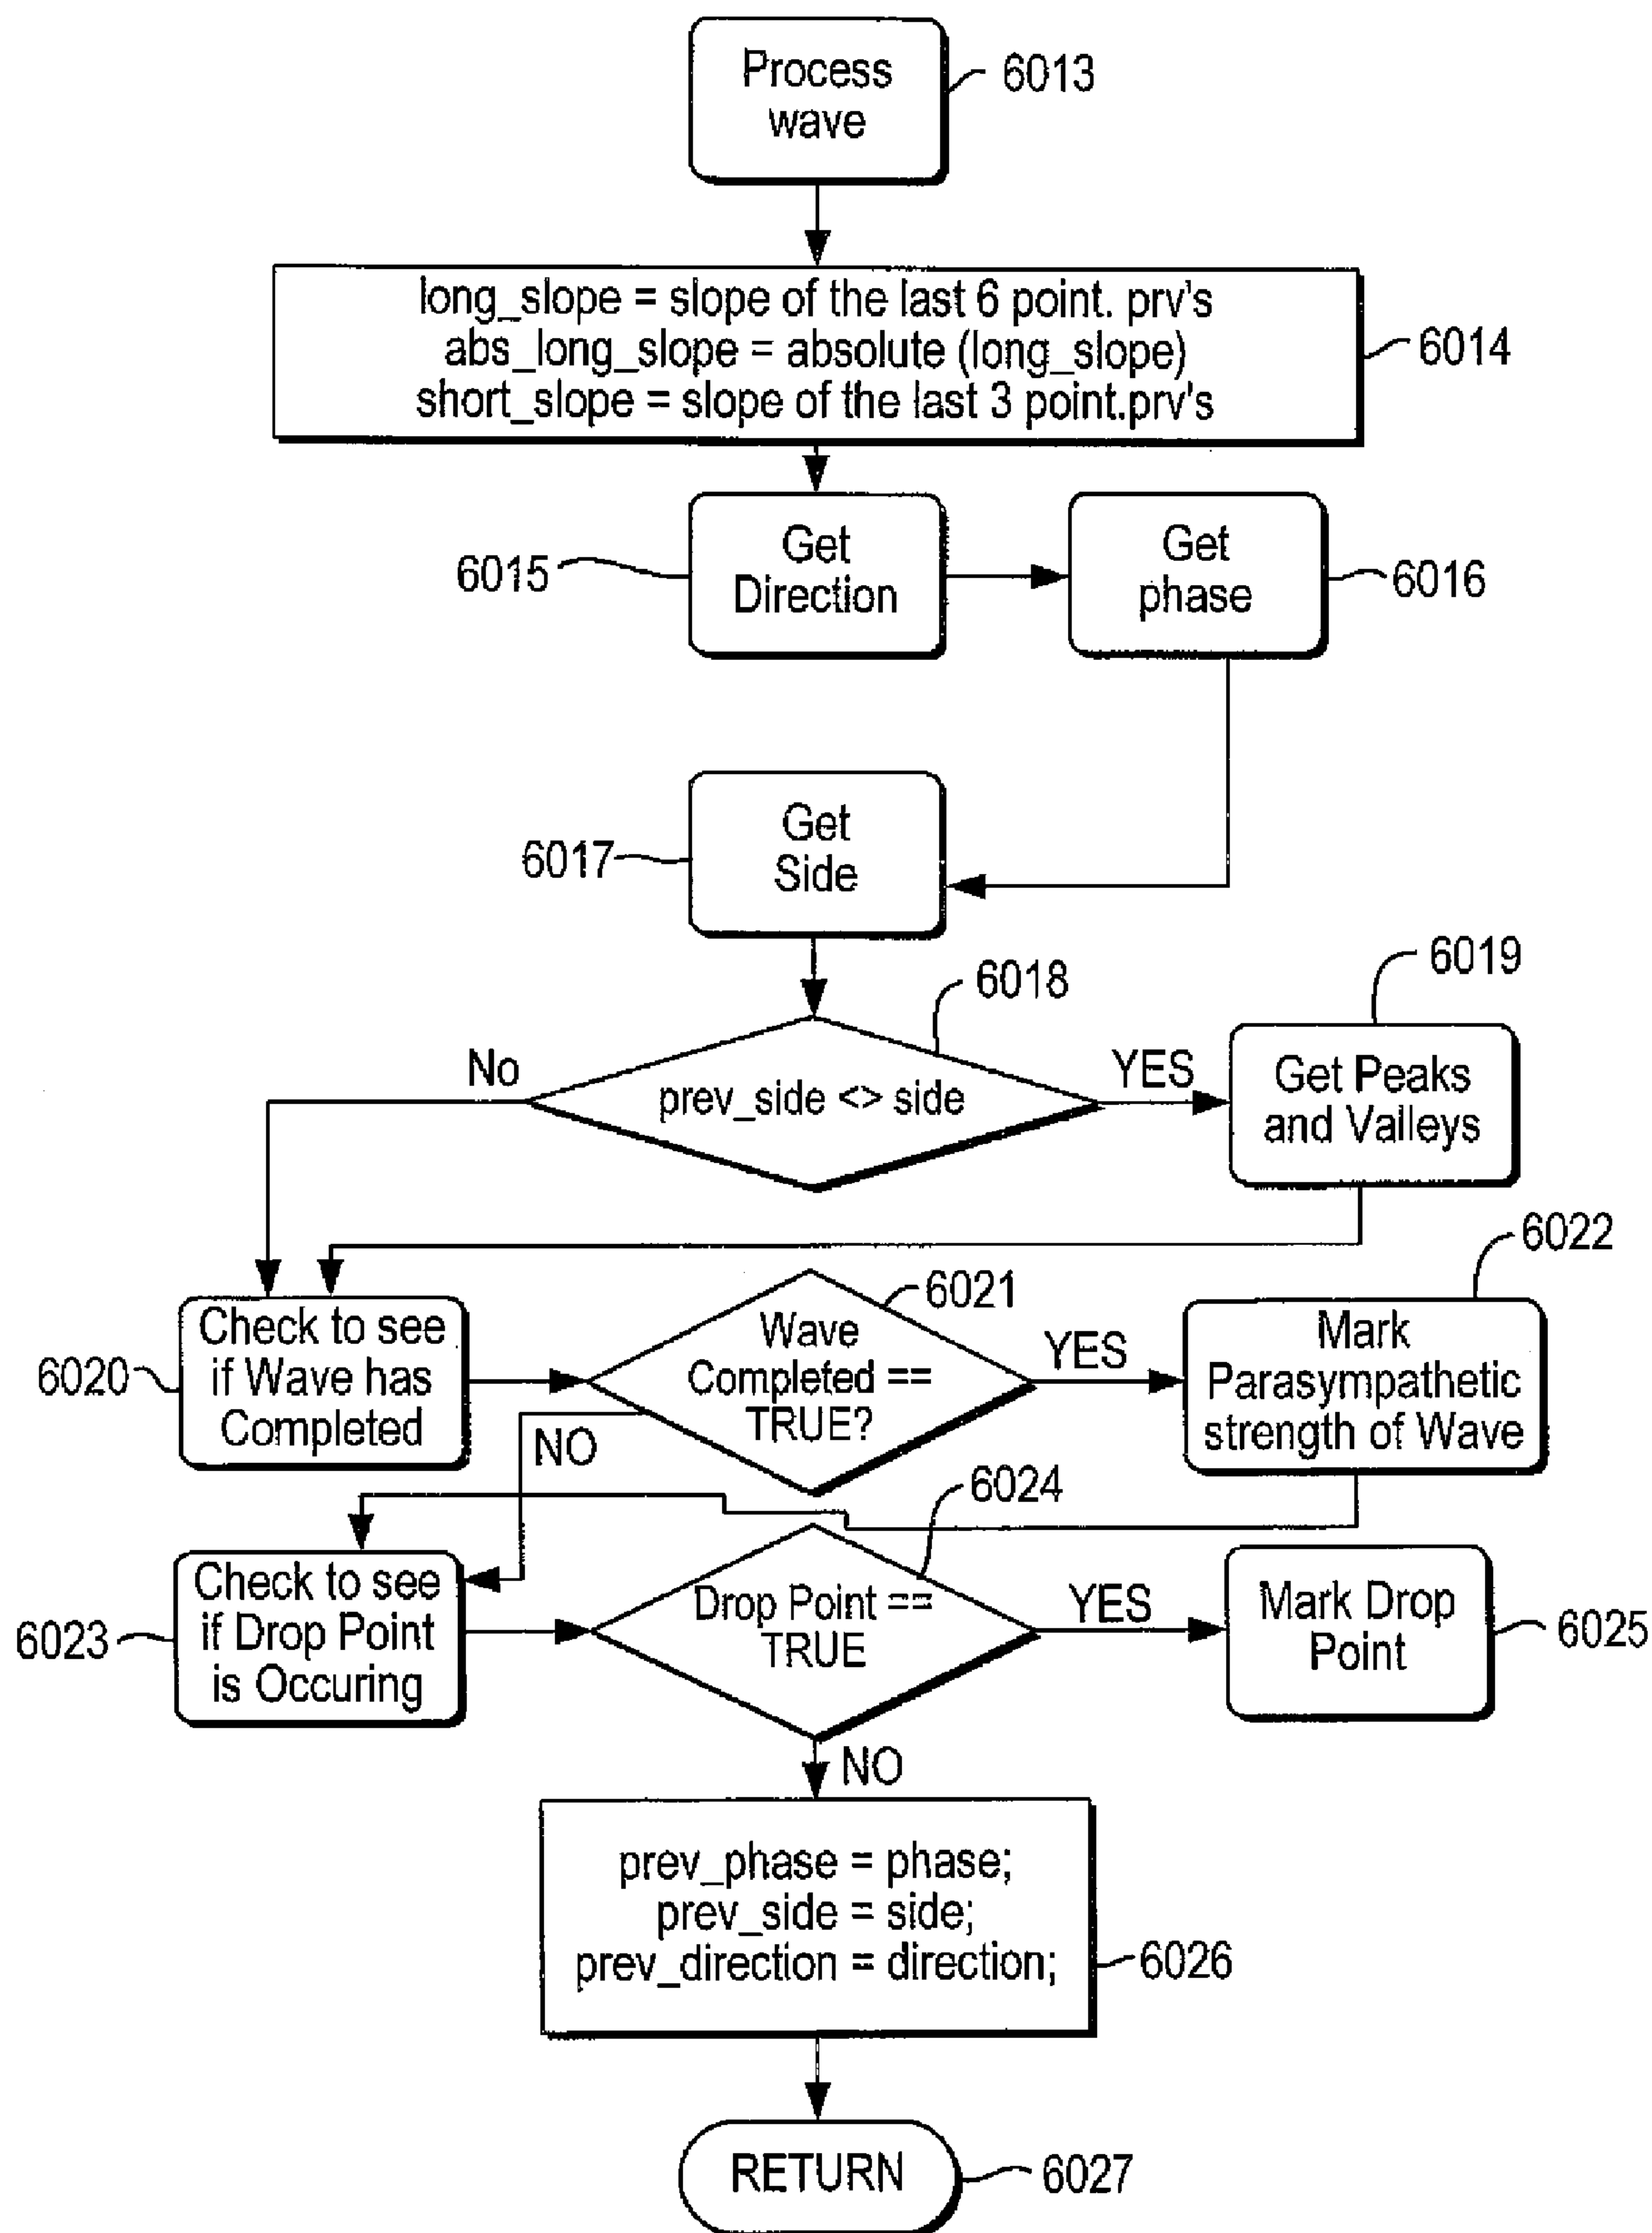 Process
wave
6013
long_slope = slope of the last 6 point. prv's
abs_long_slope = absolute (long_slope)
short_slope = slope of the last 3 point.prv's
6014
6015
Get
Direction
Get
phase
6016
6017
Get
Side
6018
6019
No
prev_side <> side
YES
Get Peaks
and Valleys
6020
Check to see
if Wave has
Completed
6021
Wave
Completed ==
TRUE?
YES
NO
6022
Mark
Parasympathetic
strength of Wave
6023
Check to see
if Drop Point
is Occuring
6024
Drop Point ==
TRUE
YES
Mark Drop
Point
6025
NO
prev_phase = phase;
prev_side = side;
prev_direction = direction;
6026
RETURN
6027